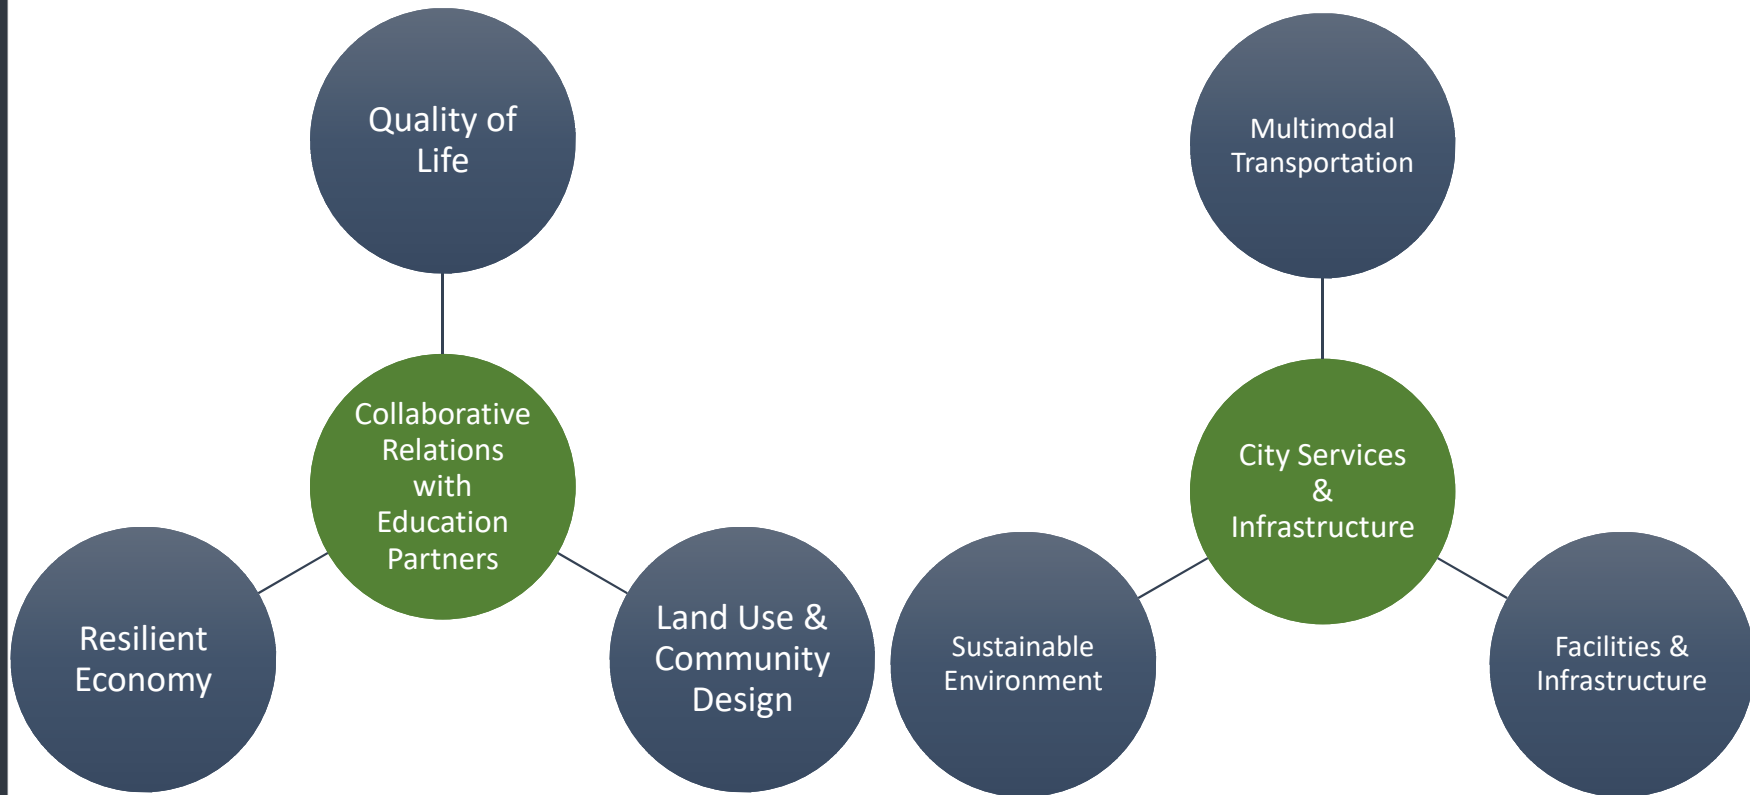 Quality of
Life
Collaborative
Relations
with
Education
Partners
Resilient
Economy
Land Use &
Community
Design
Multimodal
Transportation
City Services
&
Infrastructure
Sustainable
Environment
Facilities &
Infrastructure